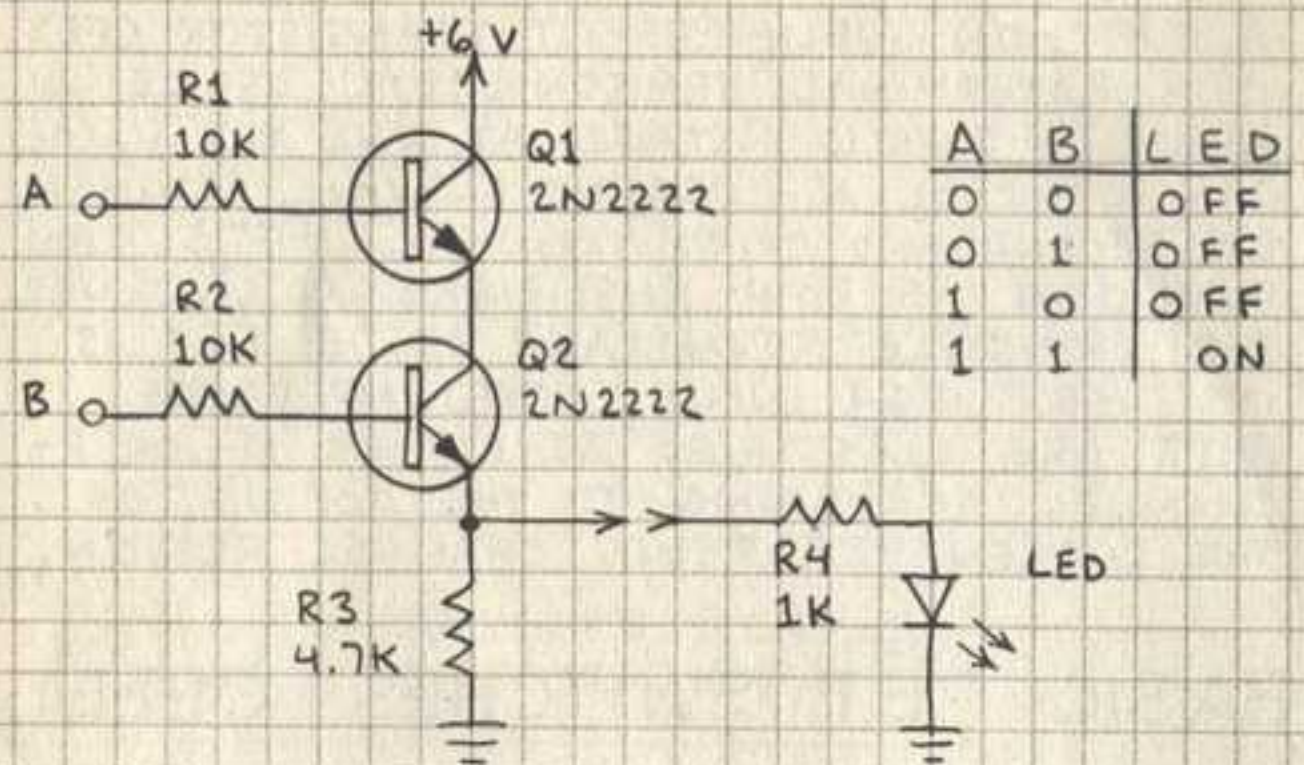 +6 V
R1
10K
A
Q1
2N2222
R2
10K
B
Q2
2N2222
R3
4.7K
R4
1K
LED
A B LED
0 0 OFF
0 1 OFF
1 0 OFF
1 1 ON